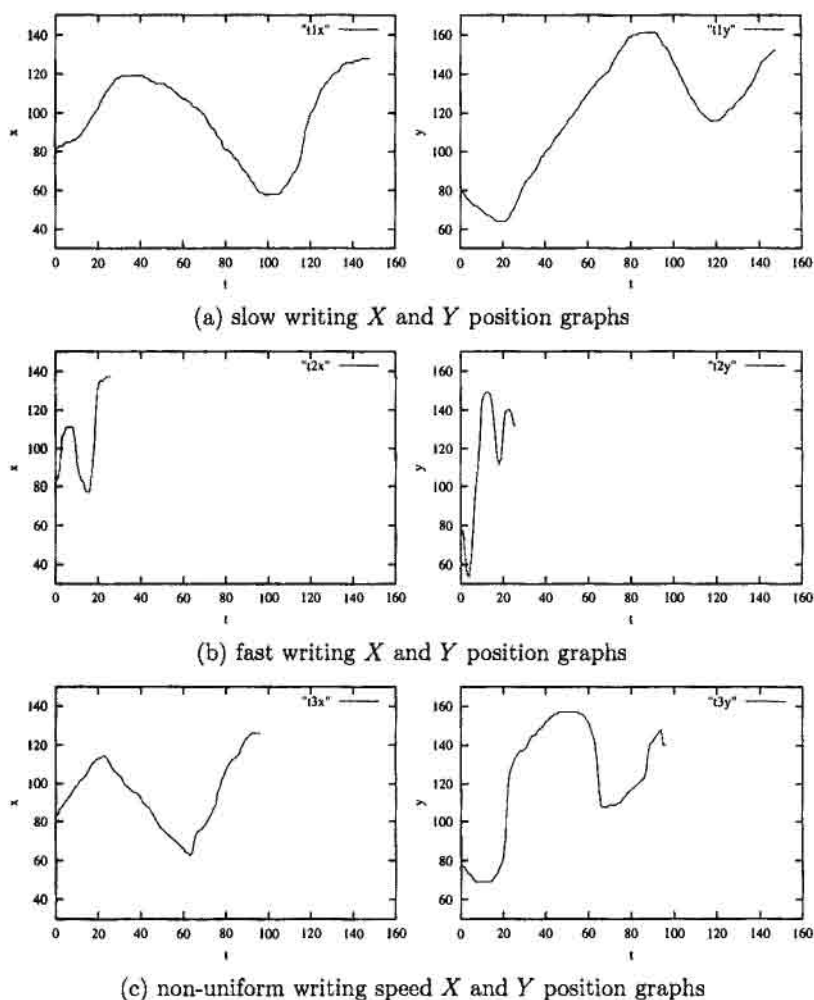 "t1x"
140
120
100
80
60
40
x
0 20 40 60 80 100 120 140 160
t
"t1y"
160
140
120
100
80
60
y
0 20 40 60 80 100 120 140 160
t
(a) slow writing X and Y position graphs
"t2x"
140
120
100
80
60
40
x
0 20 40 60 80 100 120 140 160
t
"t2y"
160
140
120
100
80
60
y
0 20 40 60 80 100 120 140 160
t
(b) fast writing X and Y position graphs
"t3x"
140
120
100
80
60
40
x
0 20 40 60 80 100 120 140 160
t
"t3y"
160
140
120
100
80
60
y
0 20 40 60 80 100 120 140 160
t
(c) non-uniform writing speed X and Y position graphs